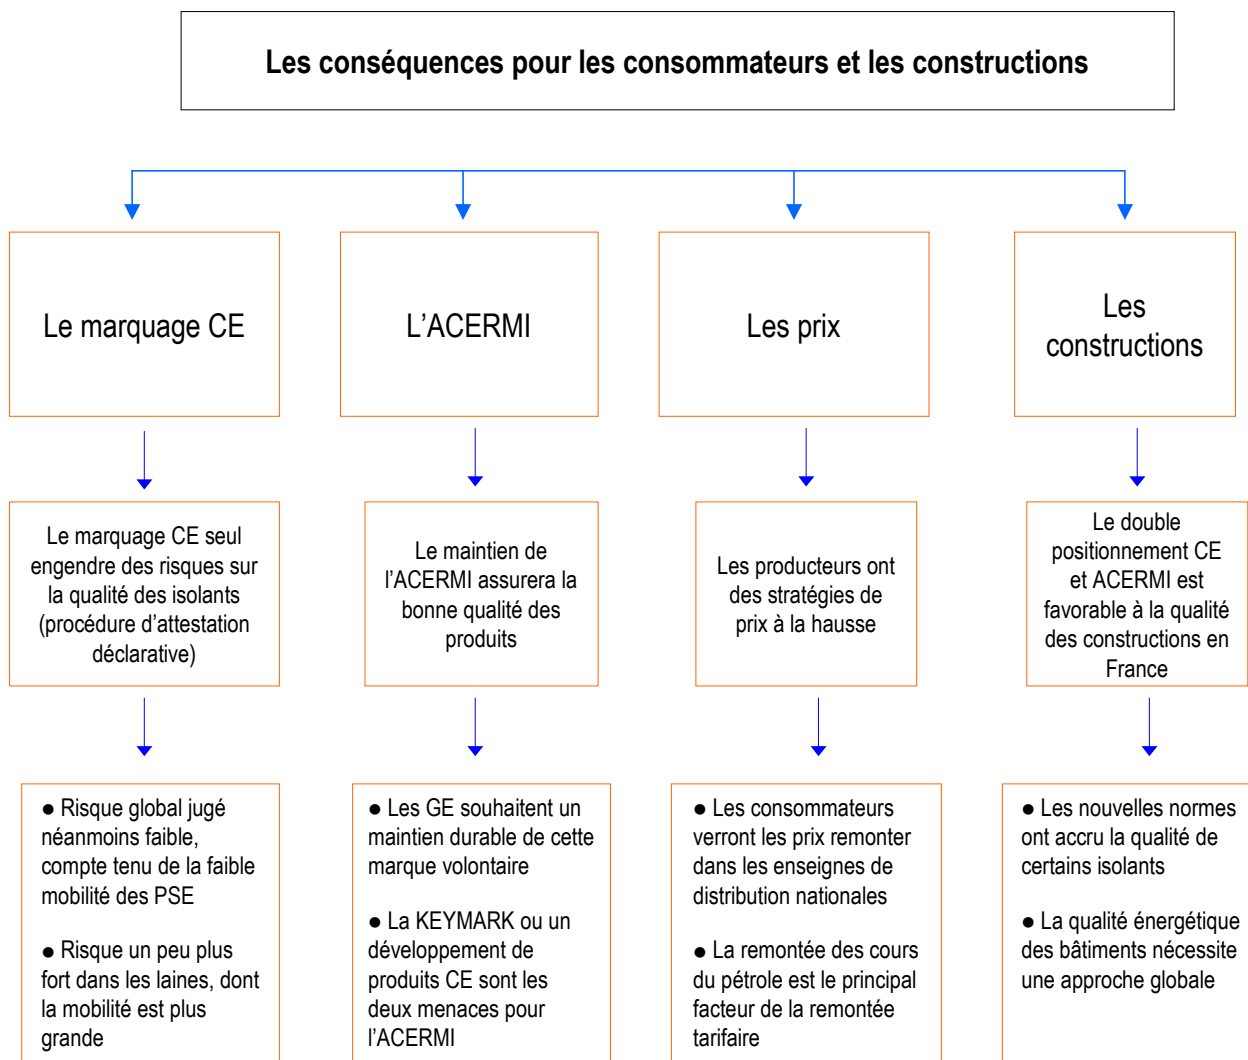 Les conséquences pour les consommateurs et les constructions
Le marquage CE
L’ACERMI
Les prix
Les
constructions
Le marquage CE seul
engendre des risques sur
la qualité des isolants
(procédure d’attestation
déclarative)
Le maintien de
l’ACERMI assurera la
bonne qualité des
produits
Les producteurs ont
des stratégies de
prix à la hausse
Le double
positionnement CE
et ACERMI est
favorable à la qualité
des constructions en
France
● Risque global jugé
néanmoins faible,
compte tenu de la faible
mobilité des PSE
● Risque un peu plus
fort dans les laines, dont
la mobilité est plus
grande
● Les GE souhaitent un
maintien durable de cette
marque volontaire
● La KEYMARK ou un
développement de
produits CE sont les
deux menaces pour
l’ACERMI
● Les consommateurs
verront les prix remonter
dans les enseignes de
distribution nationales
● La remontée des cours
du pétrole est le principal
facteur de la remontée
tarifaire
● Les nouvelles normes
ont accru la qualité de
certains isolants
● La qualité énergétique
des bâtiments nécessite
une approche globale